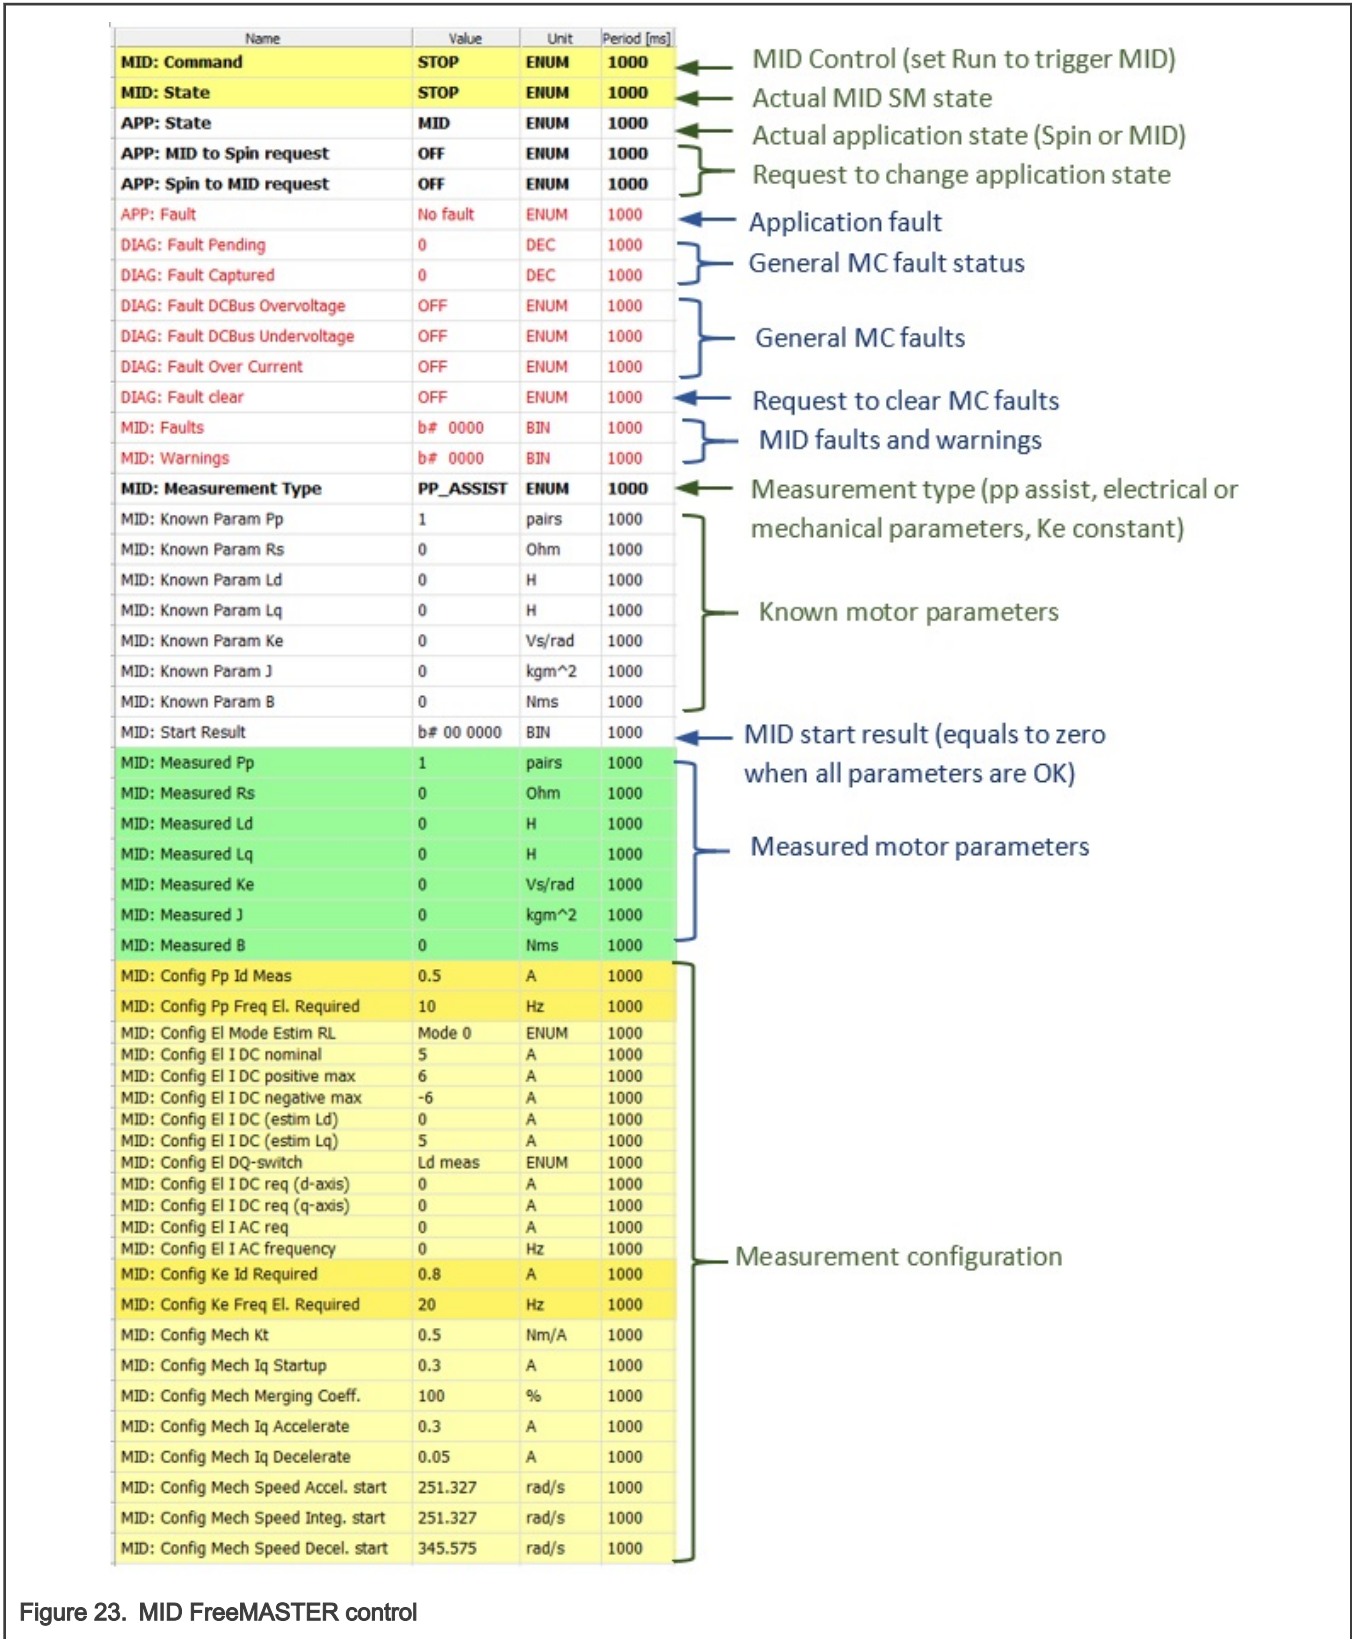 Name Value Unit Period [ms]
MID: Command STOP ENUM 1000
MID Control (set Run to trigger MID)
MID: State STOP ENUM 1000
Actual MID SM state
APP: State MID ENUM 1000
Actual application state (Spin or MID)
APP: MID to Spin request OFF ENUM 1000
Request to change application state
APP: Spin to MID request OFF ENUM 1000
APP: Fault No fault ENUM 1000
Application fault
DIAG: Fault Pending 0 DEC 1000
General MC fault status
DIAG: Fault Captured 0 DEC 1000
DIAG: Fault DCBus Overvoltage OFF ENUM 1000
DIAG: Fault DCBus Undervoltage OFF ENUM 1000
General MC faults
DIAG: Fault Over Current OFF ENUM 1000
DIAG: Fault clear OFF ENUM 1000
Request to clear MC faults
MID: Faults b# 0000 BIN 1000
MID faults and warnings
MID: Warnings b# 0000 BIN 1000
MID: Measurement Type PP_ASSIST ENUM 1000
Measurement type (pp assist, electrical or
mechanical parameters, Ke constant)
MID: Known Param Pp 1 pairs 1000
MID: Known Param Rs 0 Ohm 1000
MID: Known Param Ld 0 H 1000
MID: Known Param Lq 0 H 1000
Known motor parameters
MID: Known Param Ke 0 Vs/rad 1000
MID: Known Param J 0 kgm^2 1000
MID: Known Param B 0 Nms 1000
MID: Start Result b# 00 0000 BIN 1000
MID start result (equals to zero
when all parameters are OK)
MID: Measured Pp 1 pairs 1000
MID: Measured Rs 0 Ohm 1000
MID: Measured Ld 0 H 1000
MID: Measured Lq 0 H 1000
Measured motor parameters
MID: Measured Ke 0 Vs/rad 1000
MID: Measured J 0 kgm^2 1000
MID: Measured B 0 Nms 1000
MID: Config Pp Id Meas 0.5 A 1000
MID: Config Pp Freq El. Required 10 Hz 1000
MID: Config El Mode Estim RL Mode 0 ENUM 1000
MID: Config El I DC nominal 5 A 1000
MID: Config El I DC positive max 6 A 1000
MID: Config El I DC negative max -6 A 1000
MID: Config El I DC (estim Ld) 0 A 1000
MID: Config El I DC (estim Lq) 5 A 1000
MID: Config El DQ-switch Ld meas ENUM 1000
MID: Config El I DC req (d-axis) 0 A 1000
MID: Config El I DC req (q-axis) 0 A 1000
MID: Config El I AC req 0 A 1000
MID: Config El I AC frequency 0 Hz 1000
Measurement configuration
MID: Config Ke Id Required 0.8 A 1000
MID: Config Ke Freq El. Required 20 Hz 1000
MID: Config Mech Kt 0.5 Nm/A 1000
MID: Config Mech Iq Startup 0.3 A 1000
MID: Config Mech Merging Coeff. 100 % 1000
MID: Config Mech Iq Accelerate 0.3 A 1000
MID: Config Mech Iq Decelerate 0.05 A 1000
MID: Config Mech Speed Accel. start 251.327 rad/s 1000
MID: Config Mech Speed Integ. start 251.327 rad/s 1000
MID: Config Mech Speed Decel. start 345.575 rad/s 1000
Figure 23. MID FreeMASTER control